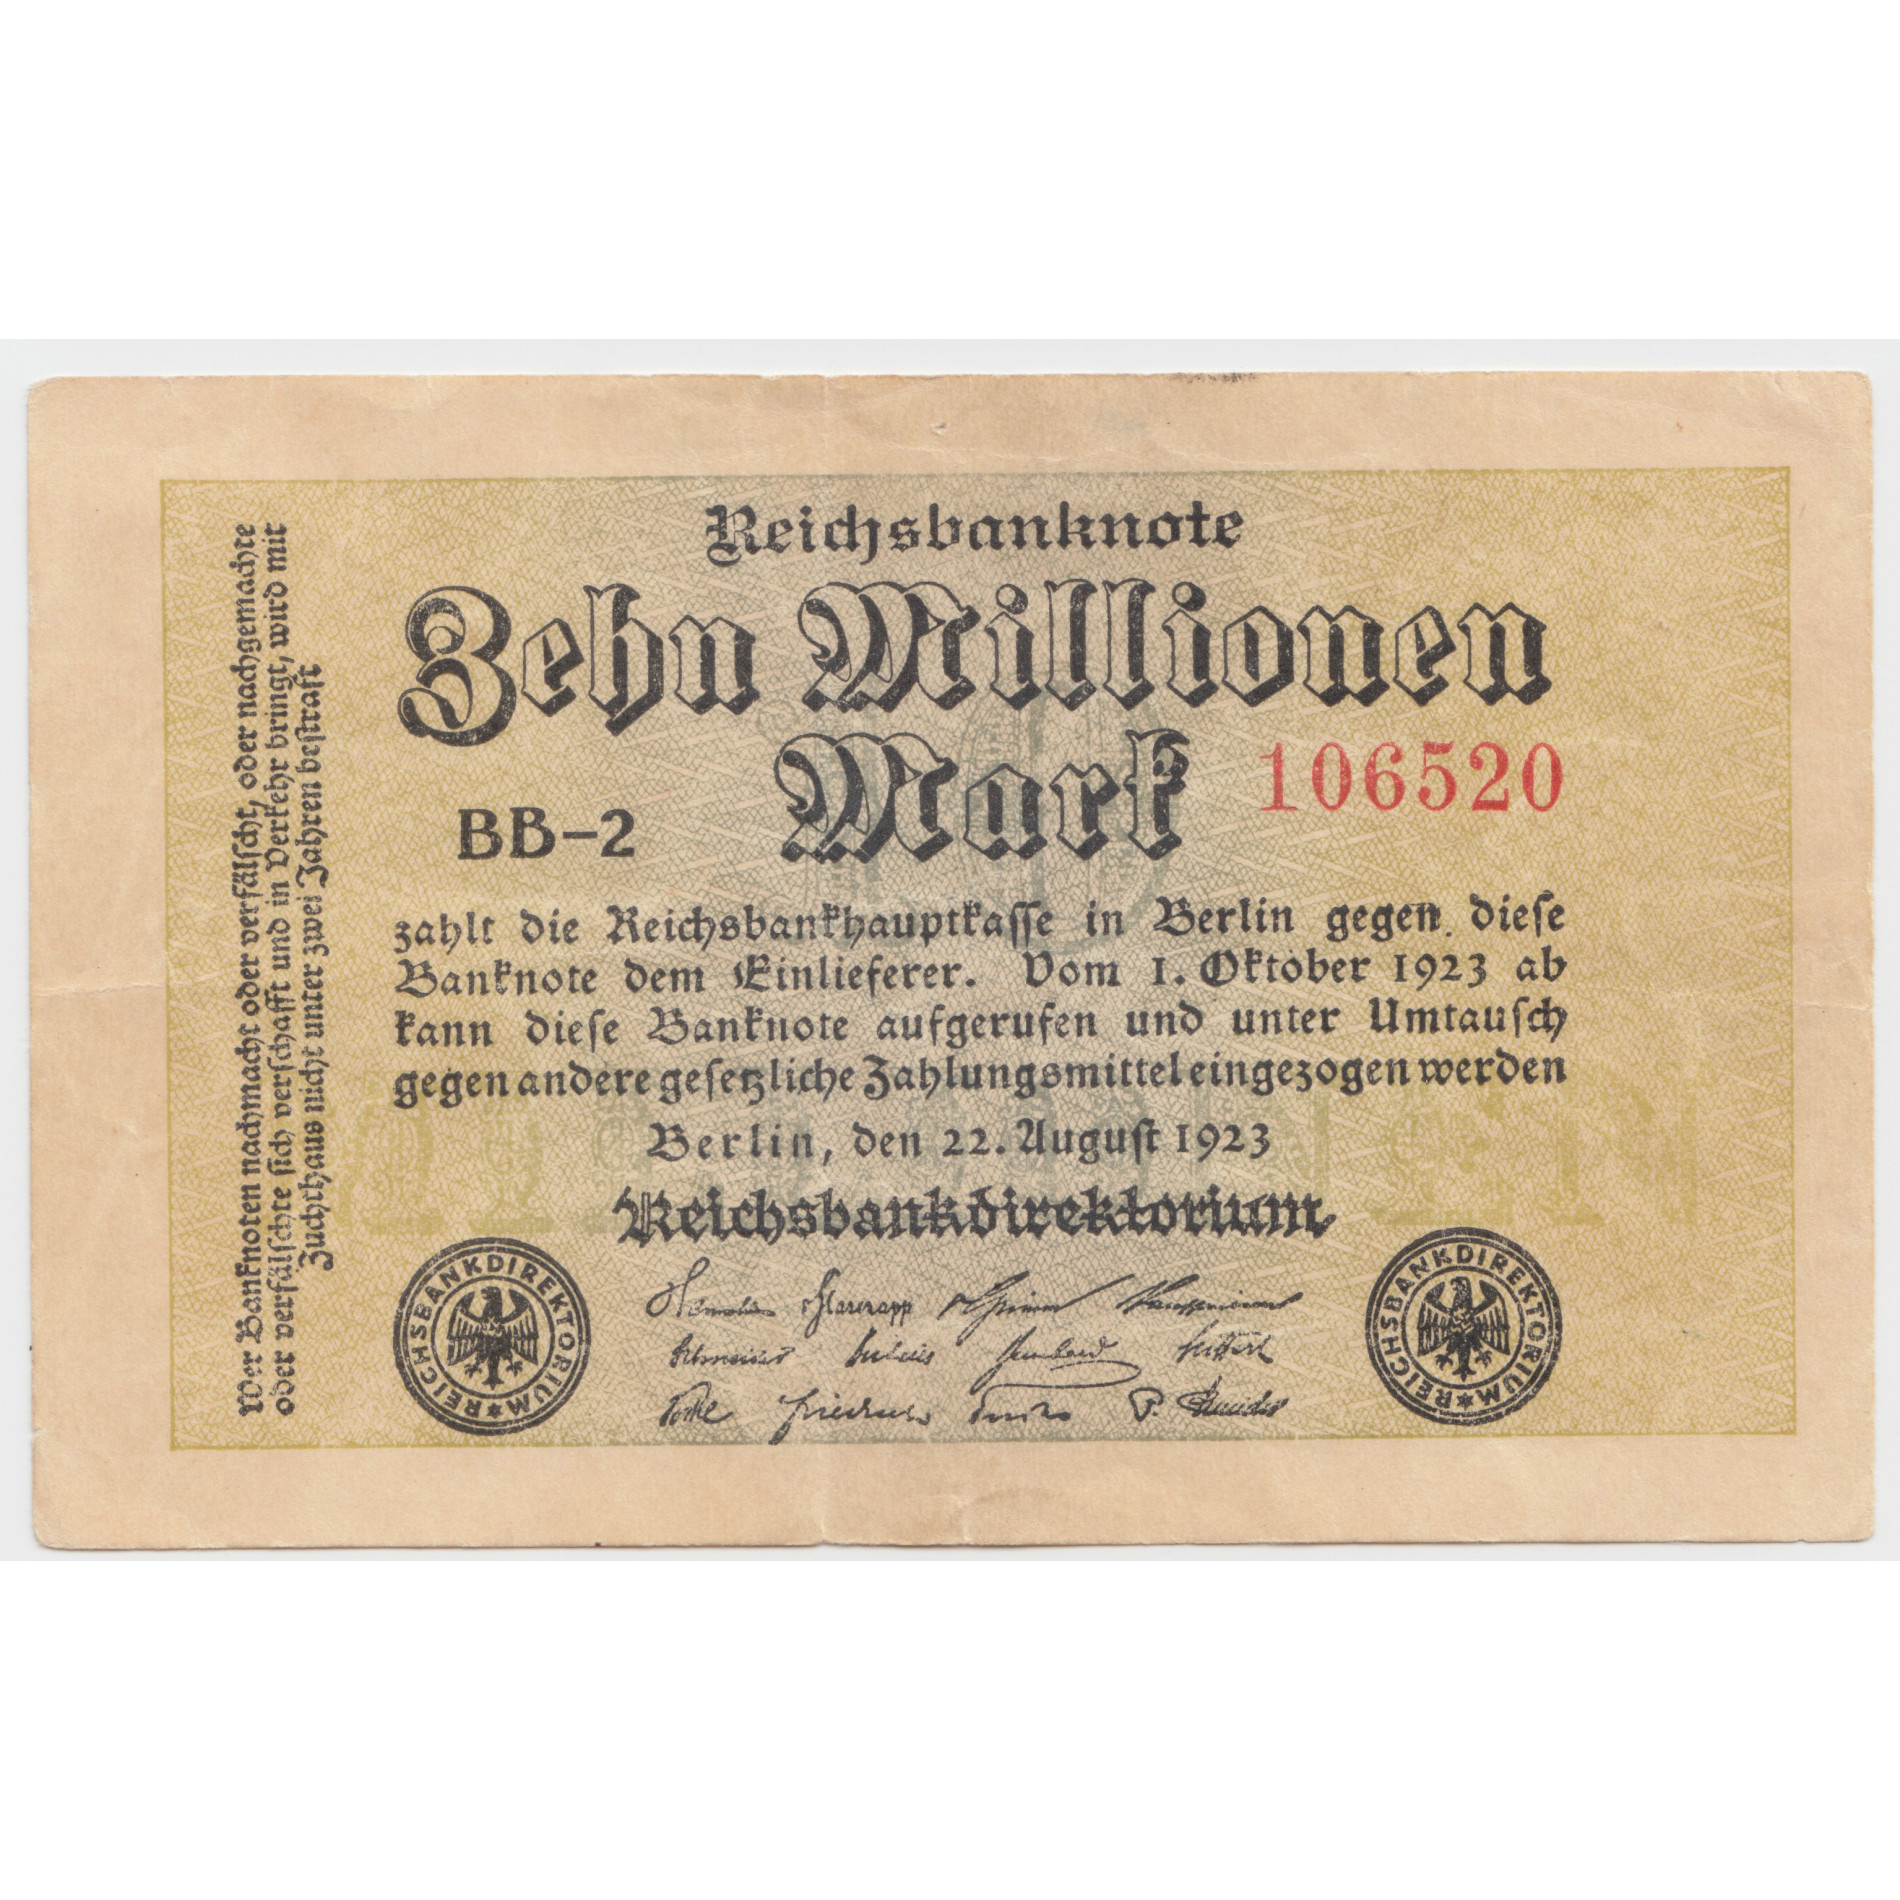 Reichsbanknote
Zehn Millionen
Mark
106520
BB-2
zahlt die Reichsbankhauptkasse in Berlin gegen diese
Banknote dem Einlieferer. Vom 1. Oktober 1923 ab
kann diese Banknote aufgerufen und unter Umtausch
gegen andere gesetzliche Zahlungsmittel eingezogen werden
Berlin, den 22. August 1923
Reichsbankdirektorium
REICHSBANKDIREKTORIUM
REICHSBANKDIREKTORIUM
Wer Banknoten nachmacht oder verfälscht, oder nachgemachte
oder verfälschte sich verschafft und in Verkehr bringt, wird mit
Zuchthaus nicht unter zwei Jahren bestraft